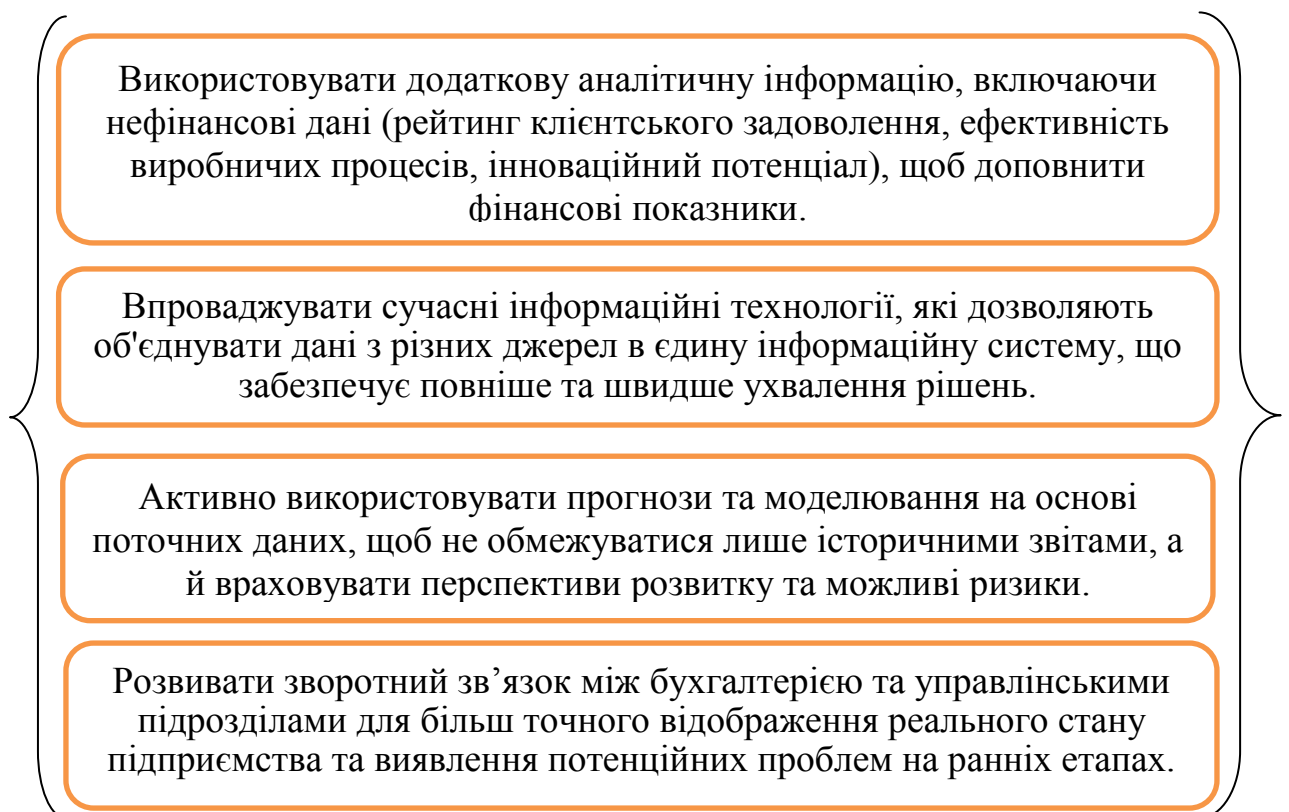 Використовувати додаткову аналітичну інформацію, включаючи
нефінансові дані (рейтинг клієнтського задоволення, ефективність
виробничих процесів, інноваційний потенціал), щоб доповнити
фінансові показники.
Впроваджувати сучасні інформаційні технології, які дозволяють
об'єднувати дані з різних джерел в єдину інформаційну систему, що
забезпечує повніше та швидше ухвалення рішень.
Активно використовувати прогнози та моделювання на основі
поточних даних, щоб не обмежуватися лише історичними звітами, а
й враховувати перспективи розвитку та можливі ризики.
Розвивати зворотний зв’язок між бухгалтерією та управлінськими
підрозділами для більш точного відображення реального стану
підприємства та виявлення потенційних проблем на ранніх етапах.